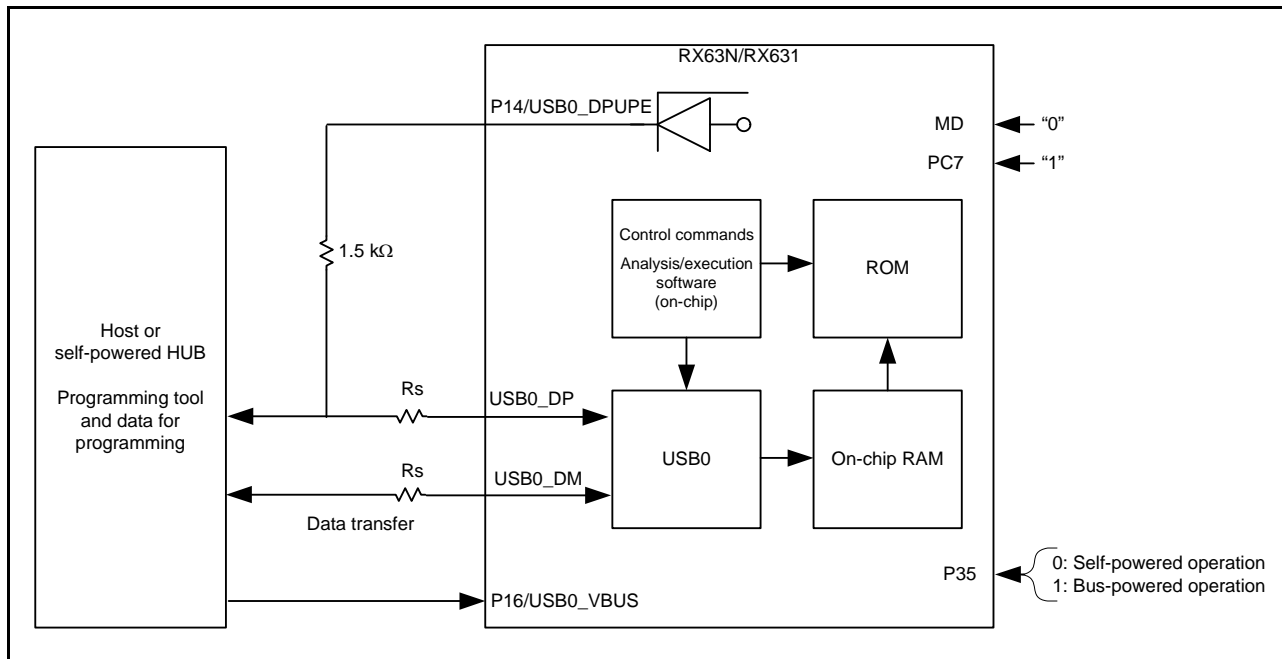 RX63N/RX631
P14/USB0_DPUPE
MD
“0”
PC7
“1”
1.5 kΩ
Control commands
Analysis/execution
software
(on-chip)
ROM
Host or
self-powered HUB
Programming tool
and data for
programming
Rs
USB0_DP
USB0
On-chip RAM
Rs
USB0_DM
Data transfer
P35
0: Self-powered operation
1: Bus-powered operation
P16/USB0_VBUS